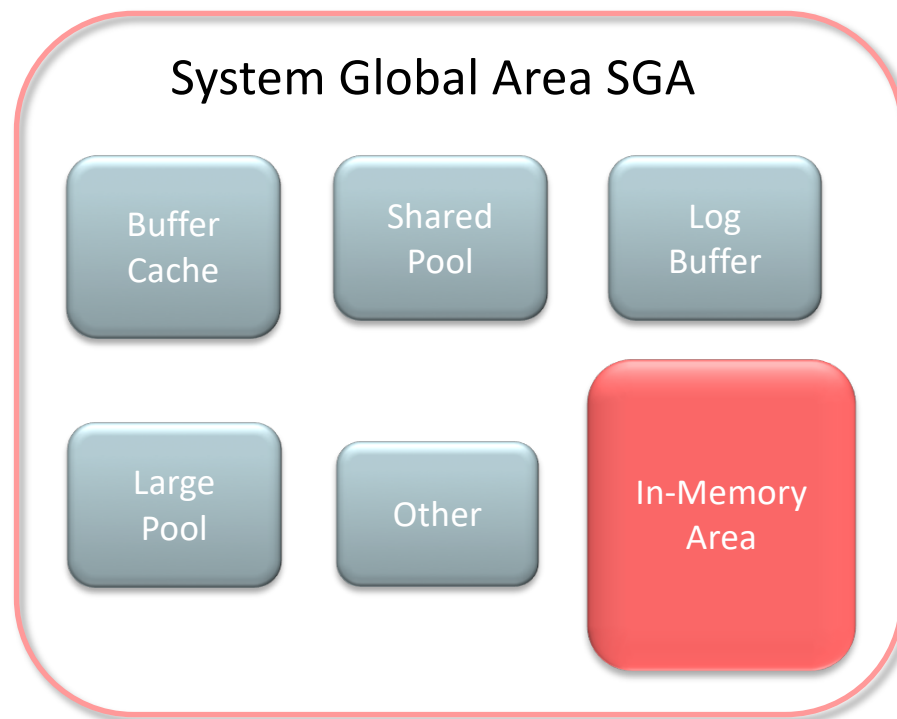 System Global Area SGA
Buffer
Cache
Shared
Pool
Log
Buffer
Large
Pool
Other
In-Memory
Area